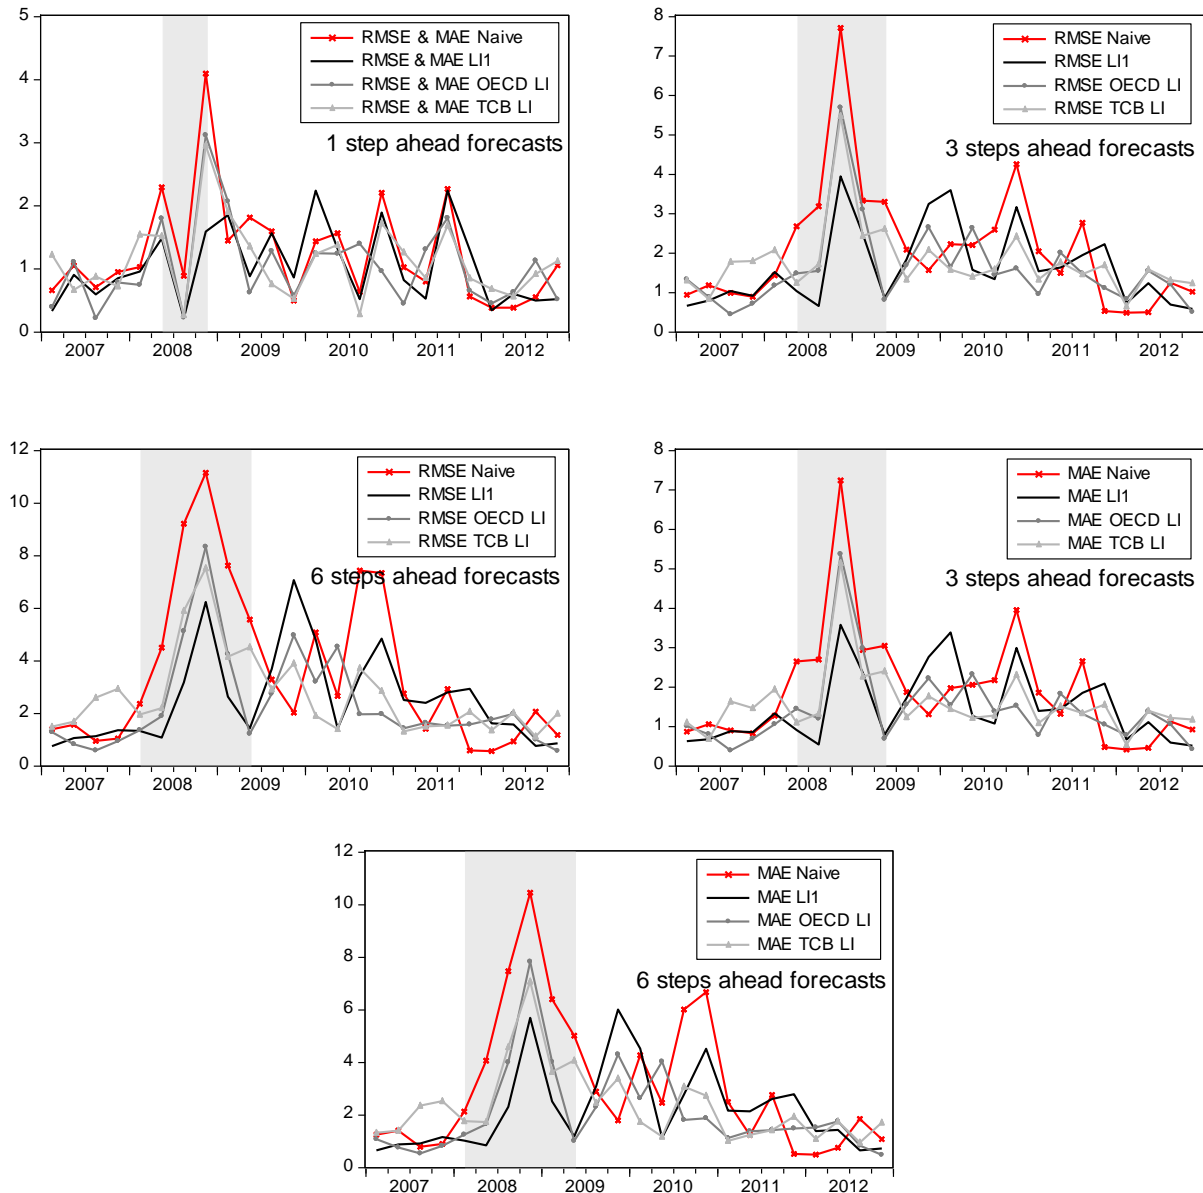 5
4
3
2
1
0
RMSE & MAE Naive
RMSE & MAE LI1
RMSE & MAE OECD LI
RMSE & MAE TCB LI
1 step ahead forecasts
2007 2008 2009 2010 2011 2012
8
7
6
5
4
3
2
1
0
RMSE Naive
RMSE LI1
RMSE OECD LI
RMSE TCB LI
3 steps ahead forecasts
2007 2008 2009 2010 2011 2012
12
10
8
6
4
2
0
RMSE Naive
RMSE LI1
RMSE OECD LI
RMSE TCB LI
6 steps ahead forecasts
2007 2008 2009 2010 2011 2012
8
7
6
5
4
3
2
1
0
MAE Naive
MAE LI1
MAE OECD LI
MAE TCB LI
3 steps ahead forecasts
2007 2008 2009 2010 2011 2012
12
10
8
6
4
2
0
MAE Naive
MAE LI1
MAE OECD LI
MAE TCB LI
6 steps ahead forecasts
2007 2008 2009 2010 2011 2012